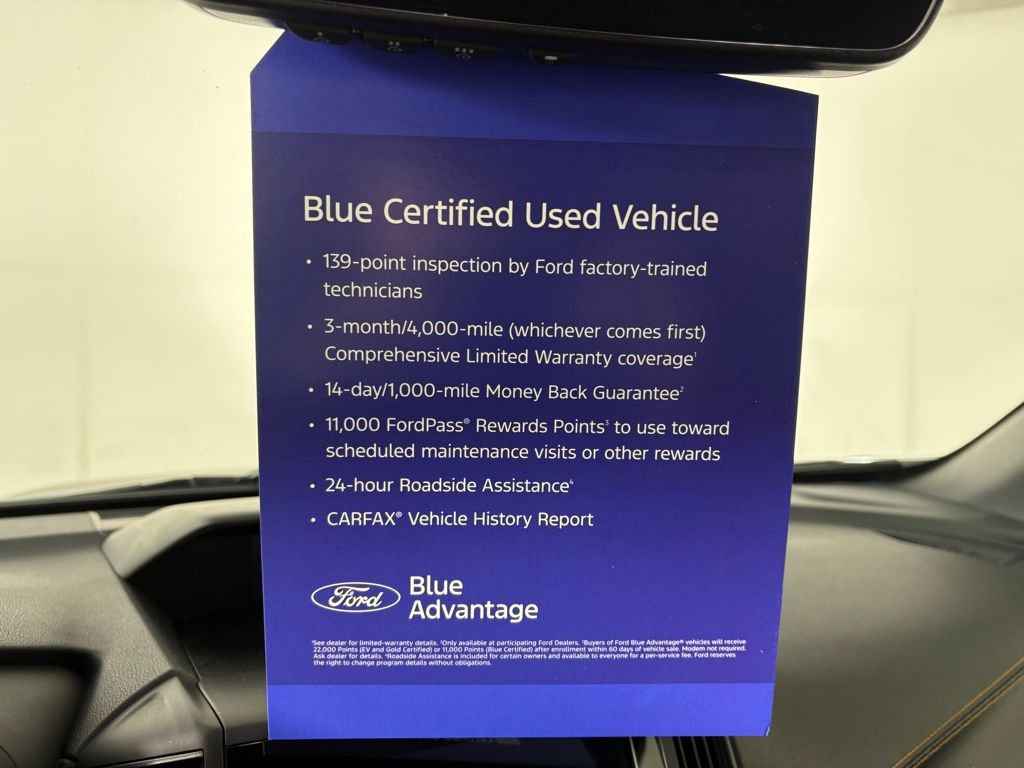 Blue Certified Used Vehicle
• 139-point inspection by Ford factory-trained
technicians
• 3-month/4,000-mile (whichever comes first)
Comprehensive Limited Warranty coverage¹
• 14-day/1,000-mile Money Back Guarantee²
• 11,000 FordPass® Rewards Points³ to use toward
scheduled maintenance visits or other rewards
• 24-hour Roadside Assistance⁴
• CARFAX® Vehicle History Report
Ford
Blue
Advantage
¹See dealer for limited-warranty details. ²Only available at participating Ford Dealers. ³Buyers of Ford Blue Advantage® vehicles will receive
22,000 Points (EV and Gold Certified) or 11,000 Points (Blue Certified) after enrollment within 60 days of vehicle sale. Modem not required.
Ask dealer for details. ⁴Roadside Assistance is included for certain owners and available to everyone for a per-service fee. Ford reserves
the right to change program details without obligations.